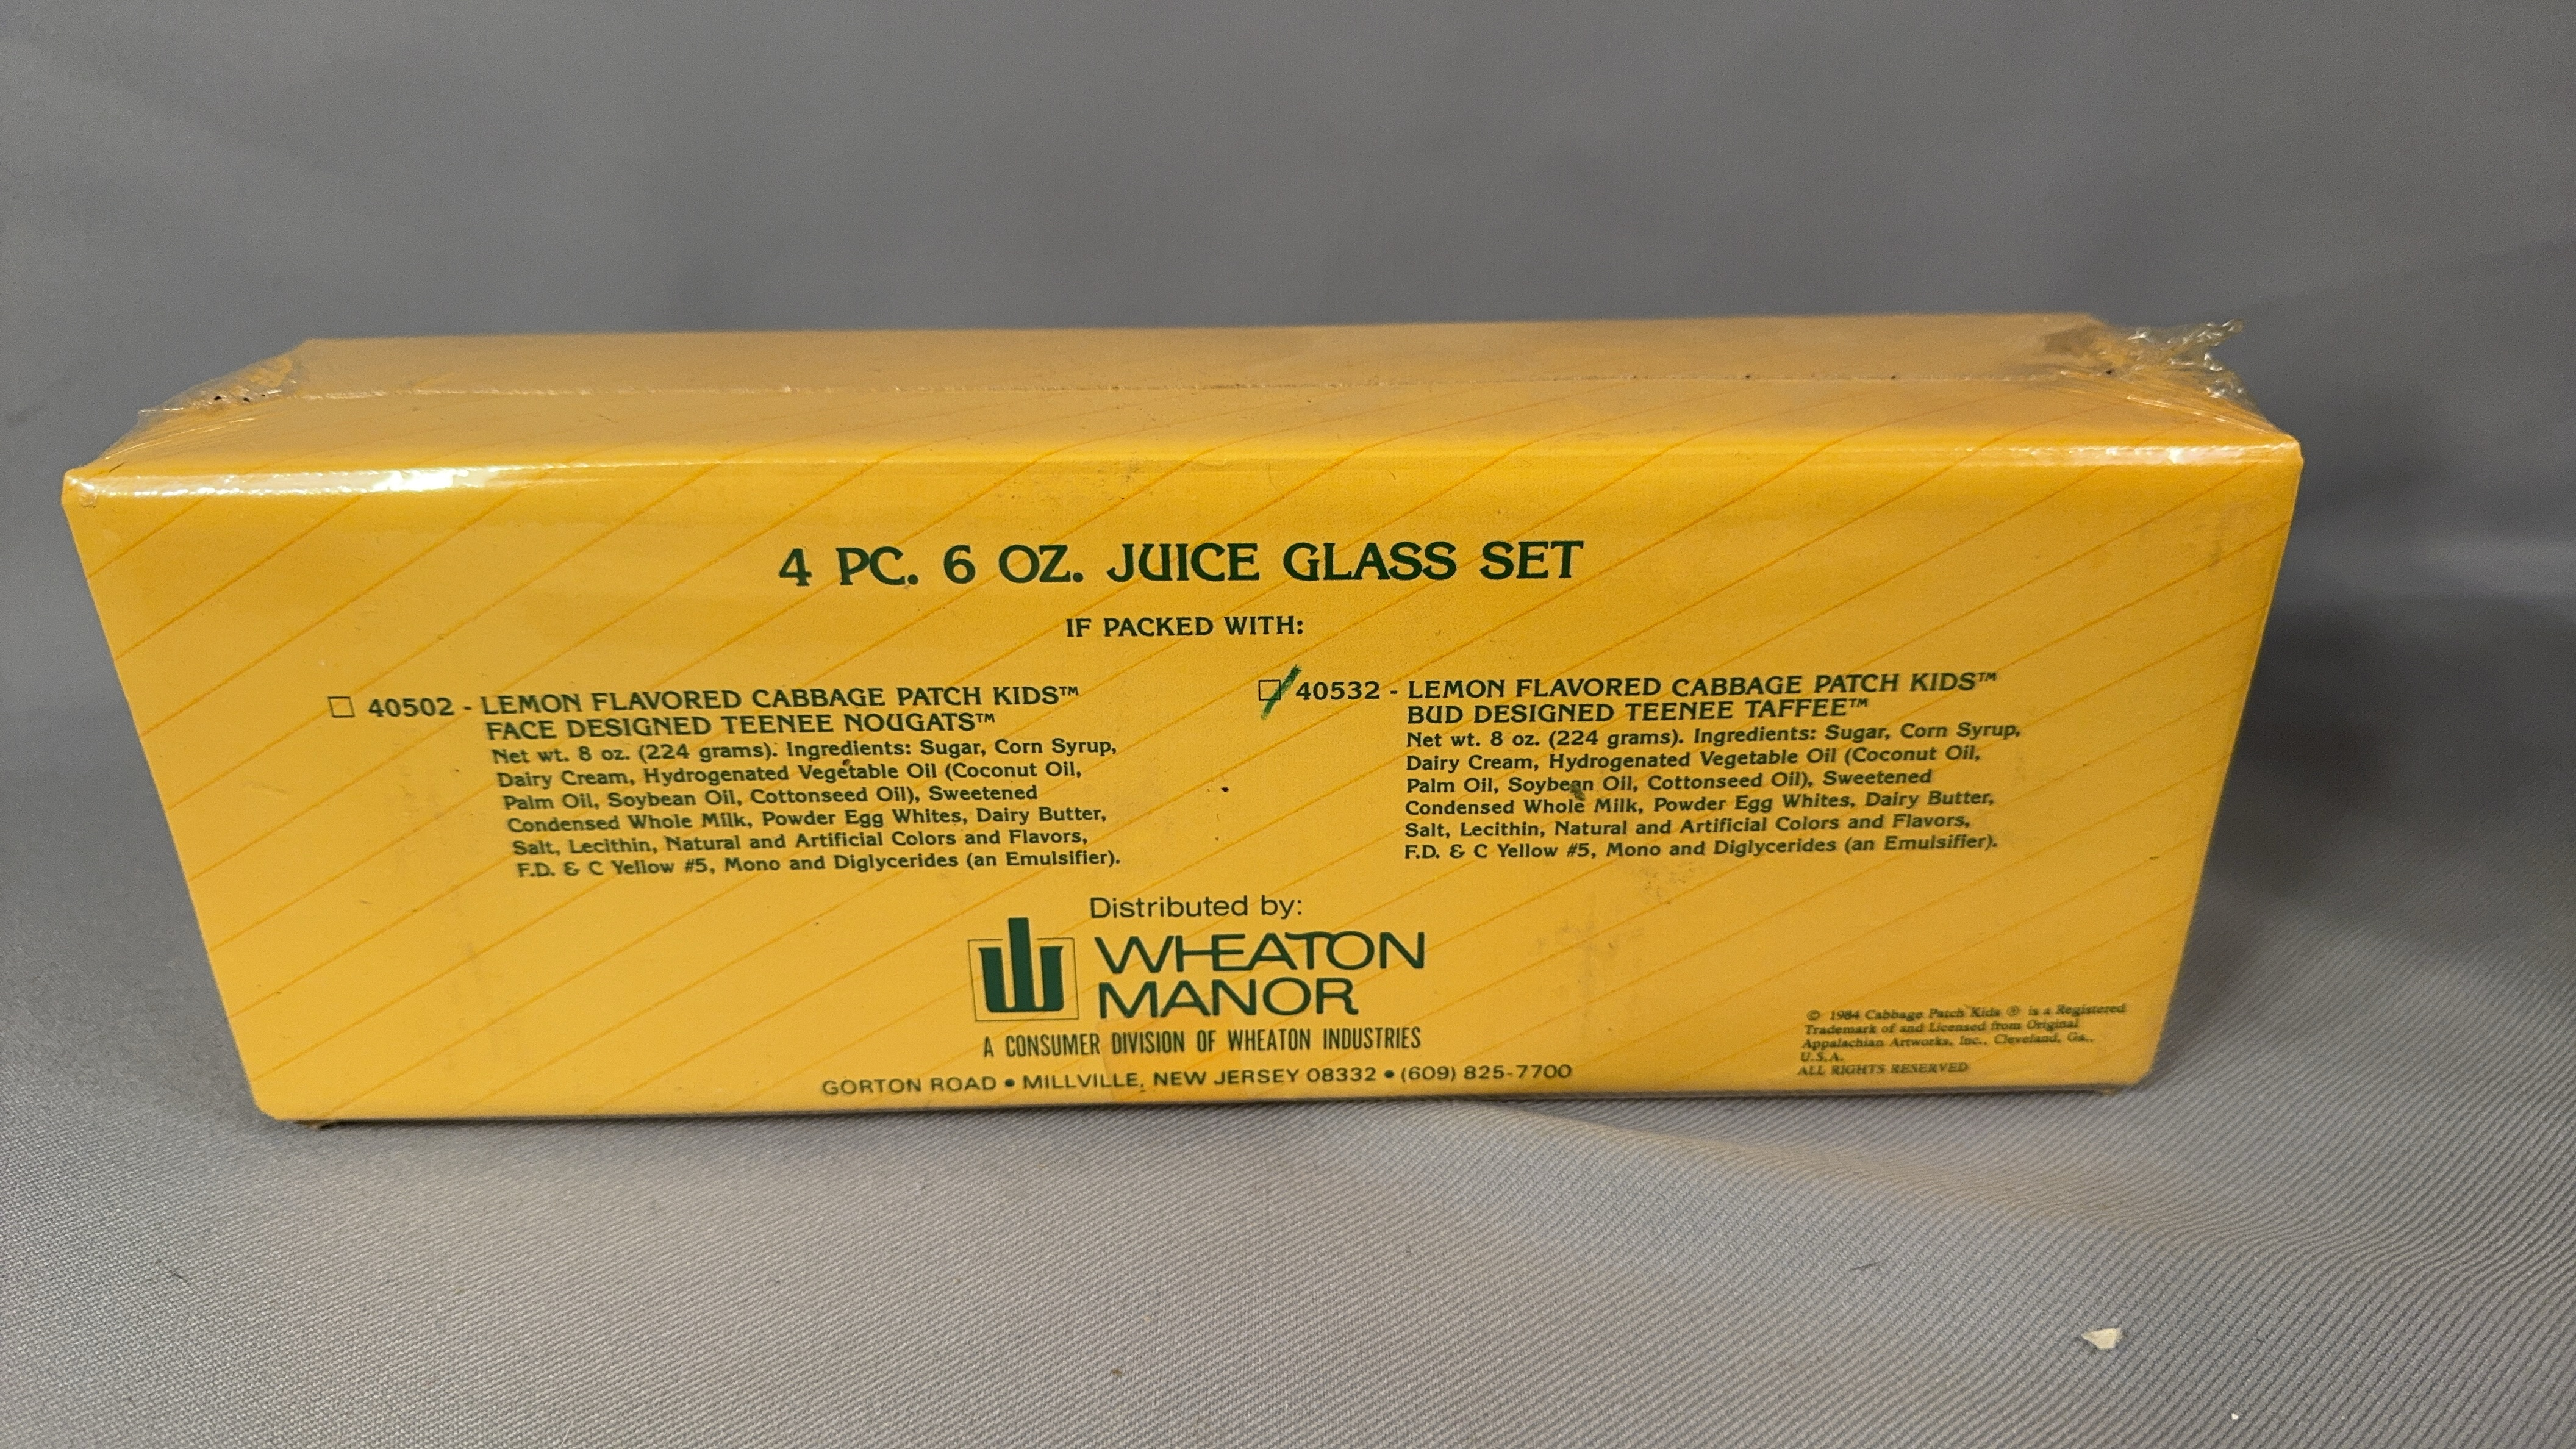 4 PC. 6 OZ. JUICE GLASS SET
IF PACKED WITH:
40502 - LEMON FLAVORED CABBAGE PATCH KIDS™
FACE DESIGNED TEENEE NOUGATS™
Net wt. 8 oz. (224 grams). Ingredients: Sugar, Corn Syrup,
Dairy Cream, Hydrogenated Vegetable Oil (Coconut Oil,
Palm Oil, Soybean Oil, Cottonseed Oil), Sweetened
Condensed Whole Milk, Powder Egg Whites, Dairy Butter,
Salt, Lecithin, Natural and Artificial Colors and Flavors,
F.D. & C Yellow #5, Mono and Diglycerides (an Emulsifier).
40532 - LEMON FLAVORED CABBAGE PATCH KIDS™
BUD DESIGNED TEENEE TAFFEE™
Net wt. 8 oz. (224 grams). Ingredients: Sugar, Corn Syrup,
Dairy Cream, Hydrogenated Vegetable Oil (Coconut Oil,
Palm Oil, Soybean Oil, Cottonseed Oil), Sweetened
Condensed Whole Milk, Powder Egg Whites, Dairy Butter,
Salt, Lecithin, Natural and Artificial Colors and Flavors,
F.D. & C Yellow #5, Mono and Diglycerides (an Emulsifier).
Distributed by:
WHEATON
MANOR
A CONSUMER DIVISION OF WHEATON INDUSTRIES
GORTON ROAD • MILLVILLE, NEW JERSEY 08332 • (609) 825-7700
© 1984 Cabbage Patch Kids ® is a Registered
Trademark of and Licensed from Original
Appalachian Artworks, Inc., Cleveland, Ga.,
U.S.A.
ALL RIGHTS RESERVED